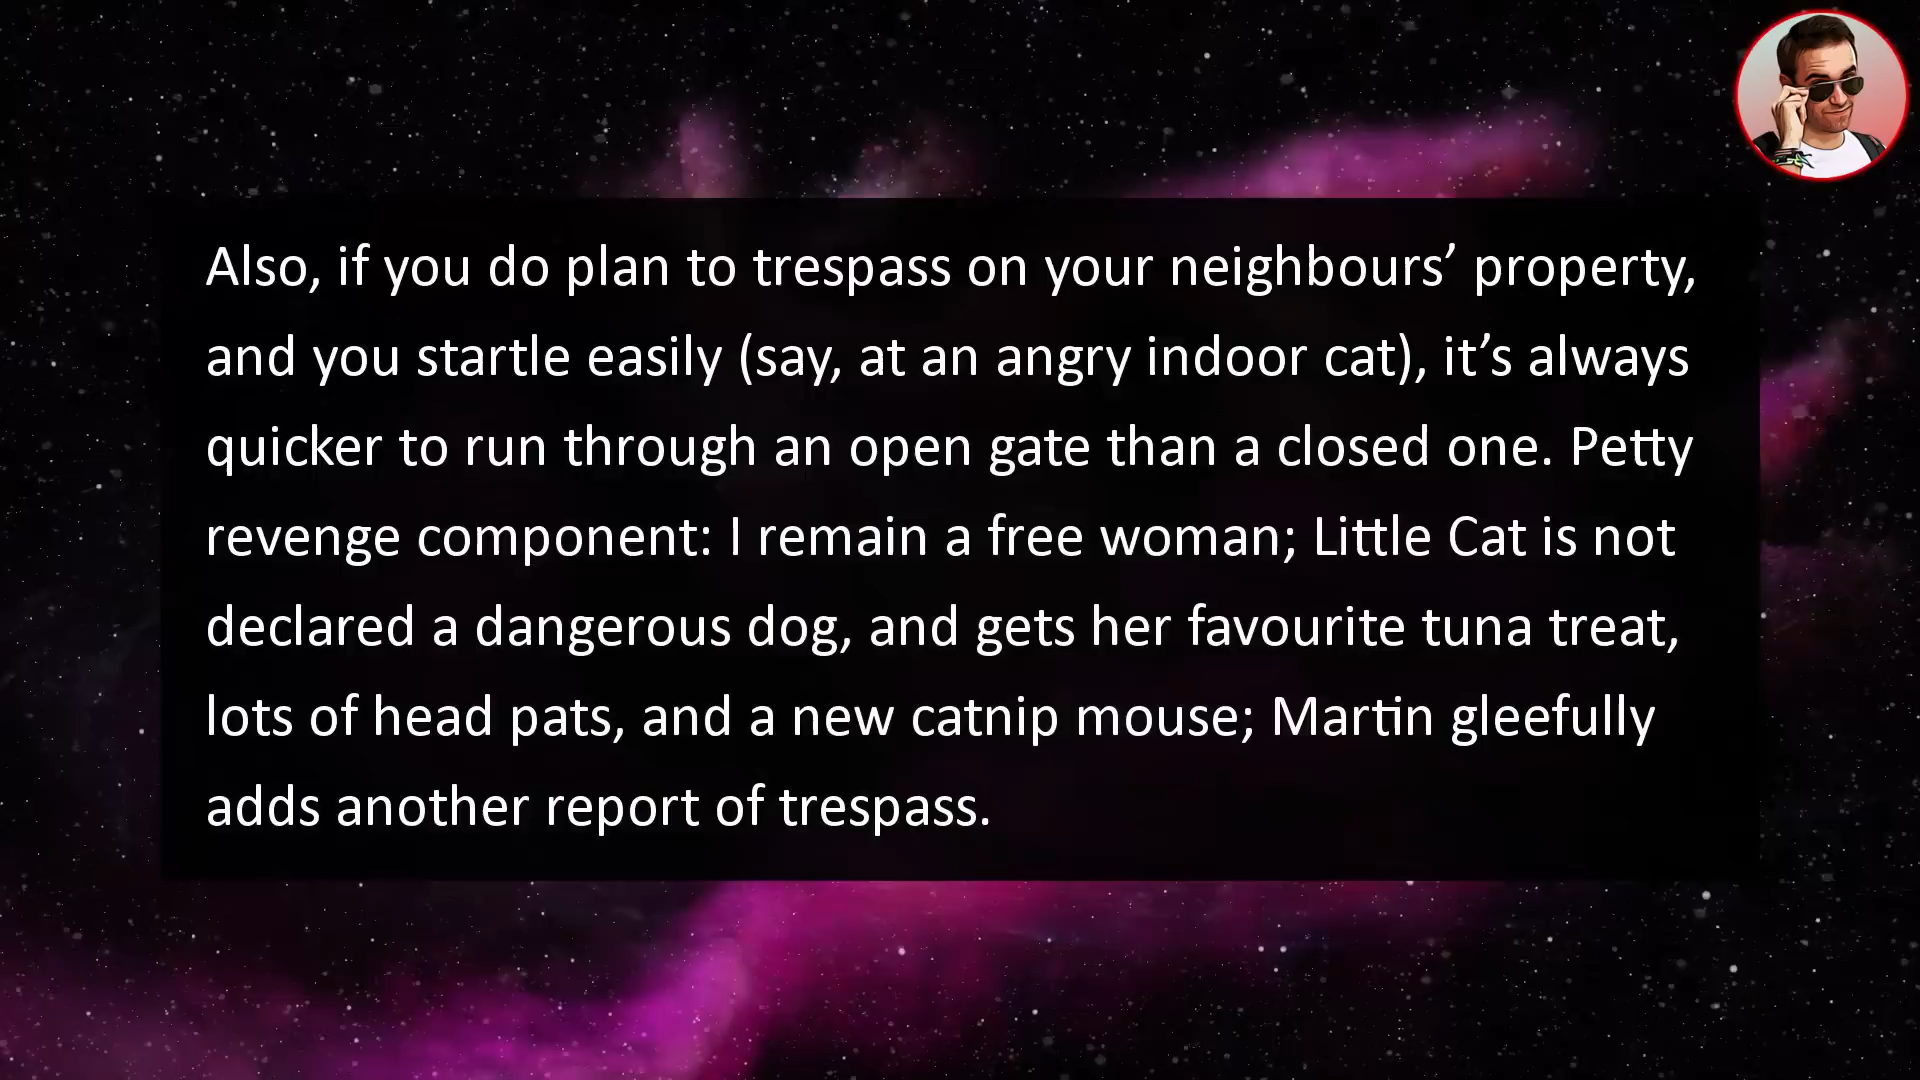 Also, if you do plan to trespass on your neighbours’ property,
and you startle easily (say, at an angry indoor cat), it’s always
quicker to run through an open gate than a closed one. Petty
revenge component: I remain a free woman; Little Cat is not
declared a dangerous dog, and gets her favourite tuna treat,
lots of head pats, and a new catnip mouse; Martin gleefully
adds another report of trespass.